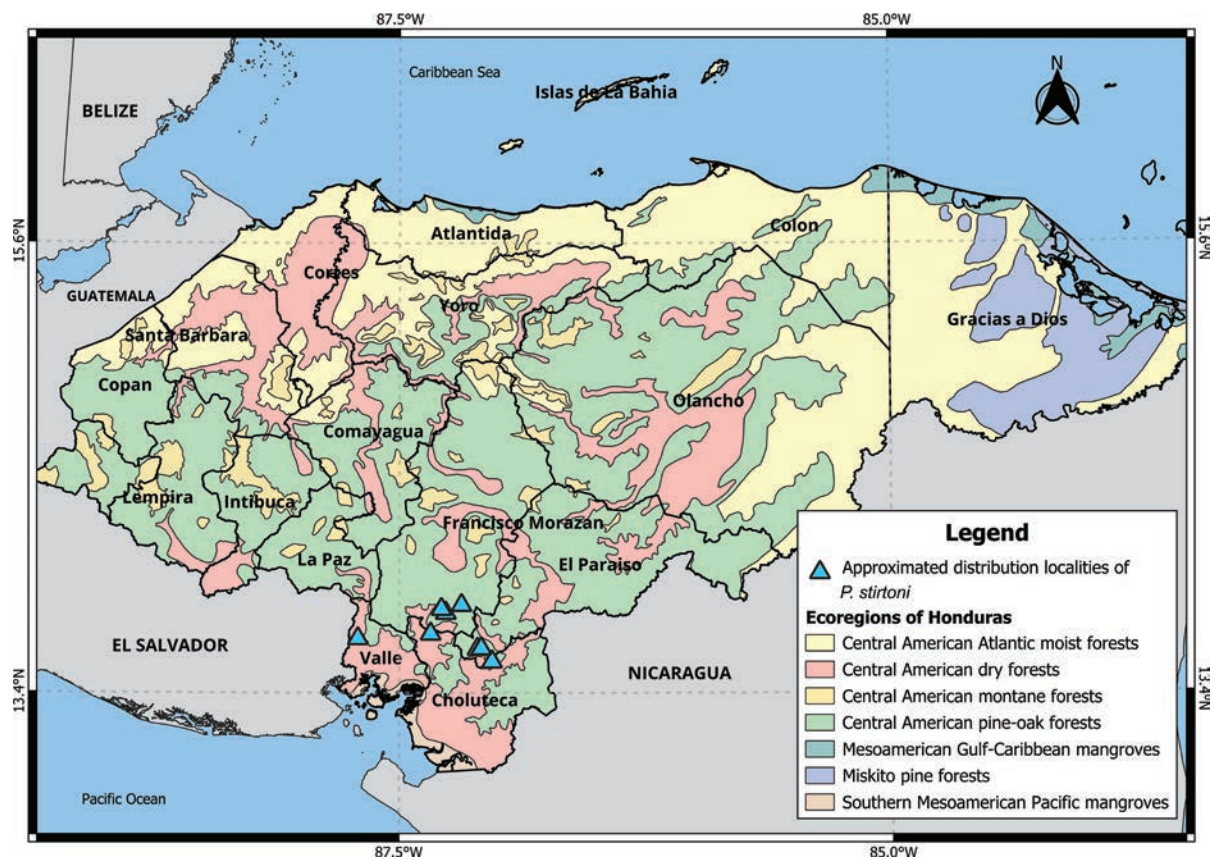 87.5°W
85.0°W
Caribbean Sea
N
Islas de La Bahia
BELIZE
15.6°N
15.6°N
Atlantida
Colon
Cortes
GUATEMALA
Yoro
Gracias a Dios
Santa Barbara
Copan
Olancho
Comayagua
Lempira
Intibuca
Francisco Morazan
La Paz
El Paraiso
EL SALVADOR
Valle
NICARAGUA
13.4°N
13.4°N
Choluteca
Pacific Ocean
Legend
Approximated distribution localities of
P. stirtoni
Ecoregions of Honduras
Central American Atlantic moist forests
Central American dry forests
Central American montane forests
Central American pine-oak forests
Mesoamerican Gulf-Caribbean mangroves
Miskito pine forests
Southern Mesoamerican Pacific mangroves
87.5°W
85.0°W